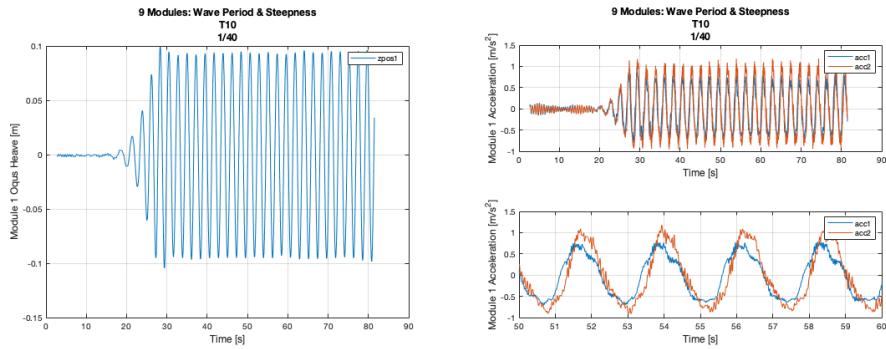 9 Modules: Wave Period & Steepness
T10
1/40
Module 1 Oqus Heave [m]
0.1
0.05
0
-0.05
-0.1
-0.15
zpos1
0 10 20 30 40 50 60 70 80 90
Time [s]
9 Modules: Wave Period & Steepness
T10
1/40
Module 1 Acceleration [m/s²]
1.5
1
0.5
0
-0.5
-1
acc1
acc2
0 10 20 30 40 50 60 70 80 90
Time [s]
Module 1 Acceleration [m/s²]
1.5
1
0.5
0
-0.5
-1
acc1
acc2
50 51 52 53 54 55 56 57 58 59 60
Time [s]